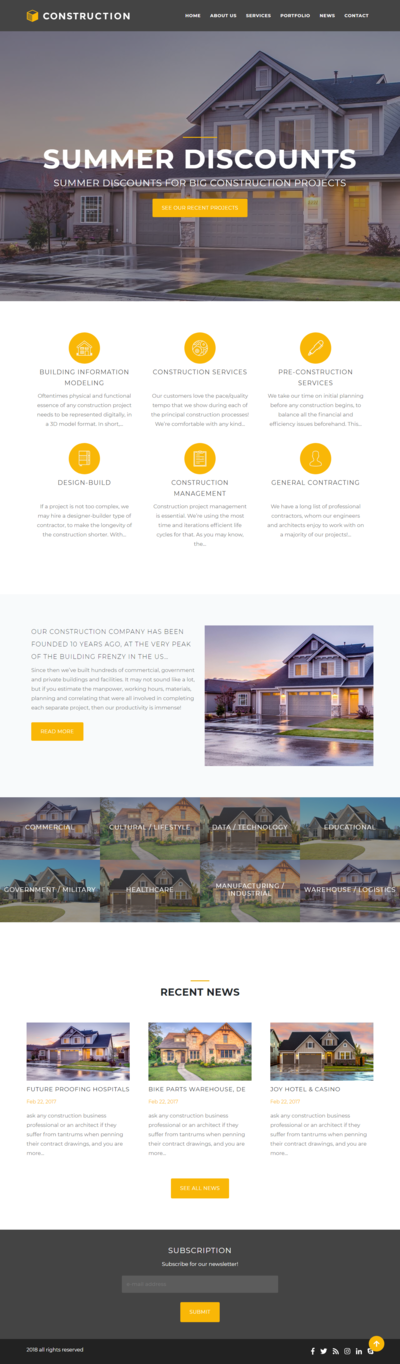 CONSTRUCTION
HOME ABOUT US SERVICES PORTFOLIO NEWS CONTACT
SUMMER DISCOUNTS
SUMMER DISCOUNTS FOR BIG CONSTRUCTION PROJECTS
SEE OUR RECENT PROJECTS
BUILDING INFORMATION
MODELING
Oftentimes physical and functional
essence of any construction project
needs to be represented digitally, in
a 3D model format. In short,...
CONSTRUCTION SERVICES
Our customers love the pace/quality
tempo that we show during each of
the principal construction processes!
We're comfortable with any kind...
PRE-CONSTRUCTION
SERVICES
We take our time on initial planning
before any construction begins, to
balance all the financial and
efficiency issues beforehand. This...
DESIGN-BUILD
If a project is not too complex, we
may hire a designer-builder type of
contractor, to make the longevity of
the construction shorter. With...
CONSTRUCTION
MANAGEMENT
Construction project management
is essential. We're using the most
time and iterations efficient life
cycles for that. As you may know,
the...
GENERAL CONTRACTING
We have a long list of professional
contractors, whom our engineers
and architects enjoy to work with on
a majority of our projects!...
OUR CONSTRUCTION COMPANY HAS BEEN
FOUNDED 10 YEARS AGO, AT THE VERY PEAK
OF THE BUILDING FRENZY IN THE US...
Since then we've built hundreds of commercial, government
and private buildings and facilities. It may not sound like a lot,
but if you estimate the manpower, working hours, materials,
planning and correlating that were all involved in completing
each separate project, then our productivity is immense!
READ MORE
COMMERCIAL
CULTURAL / LIFESTYLE
DATA / TECHNOLOGY
EDUCATIONAL
GOVERNMENT / MILITARY
HEALTHCARE
MANUFACTURING /
INDUSTRIAL
WAREHOUSE / LOGISTICS
RECENT NEWS
FUTURE PROOFING HOSPITALS
Feb 22, 2017
ask any construction business
professional or an architect if they
suffer from tantrums when penning
their contract drawings, and you are
more...
BIKE PARTS WAREHOUSE, DE
Feb 22, 2017
ask any construction business
professional or an architect if they
suffer from tantrums when penning
their contract drawings, and you are
more...
JOY HOTEL & CASINO
Feb 22, 2017
ask any construction business
professional or an architect if they
suffer from tantrums when penning
their contract drawings, and you are
more...
SEE ALL NEWS
SUBSCRIPTION
Subscribe for our newsletter!
SUBMIT
2018 all rights reserved